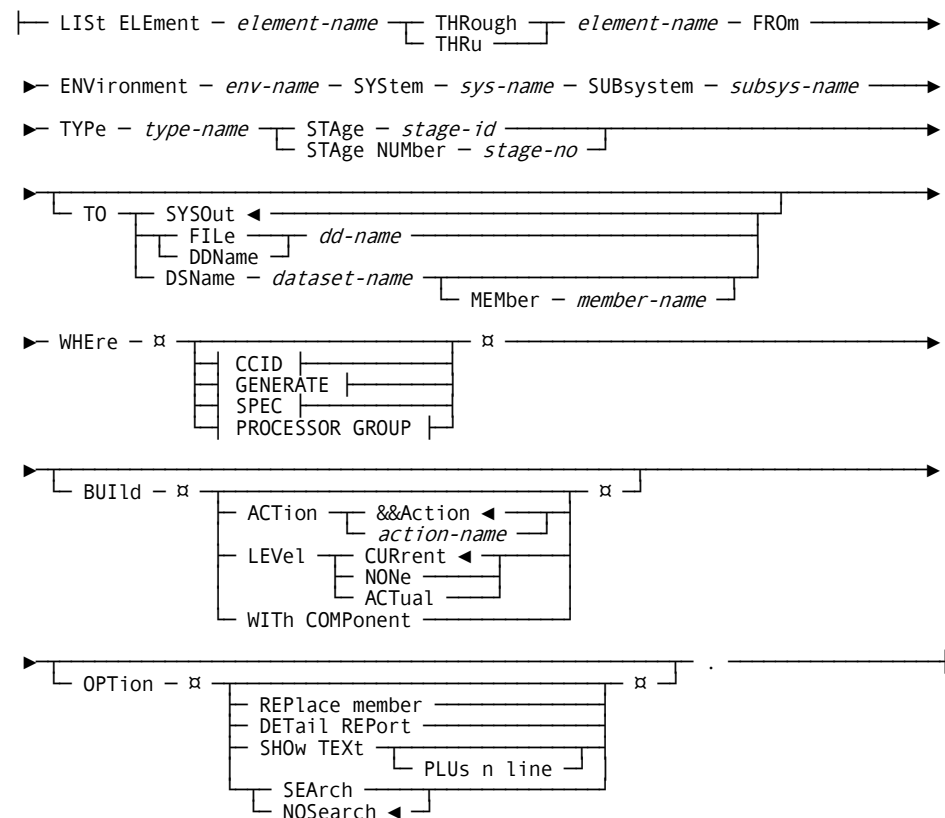 LISt ELEment element-name THRough element-name FROm
THRu
ENVironment env-name SYStem sys-name SUBsystem subsys-name
TYPe type-name STAge stage-id
STAge NUMber stage-no
TO SYSOut
FILe dd-name
DDName
DSName dataset-name
MEMber member-name
WHEre ¤ ¤
CCID
GENERATE
SPEC
PROCESSOR GROUP
BUIld ¤ ¤
ACTion &&Action
action-name
LEVel CURrent
NONe
ACTual
WITh COMPonent
OPTion ¤ ¤ .
REPlace member
DETail REPort
SHOw TEXt
PLUs n line
SEArch
NOSearch